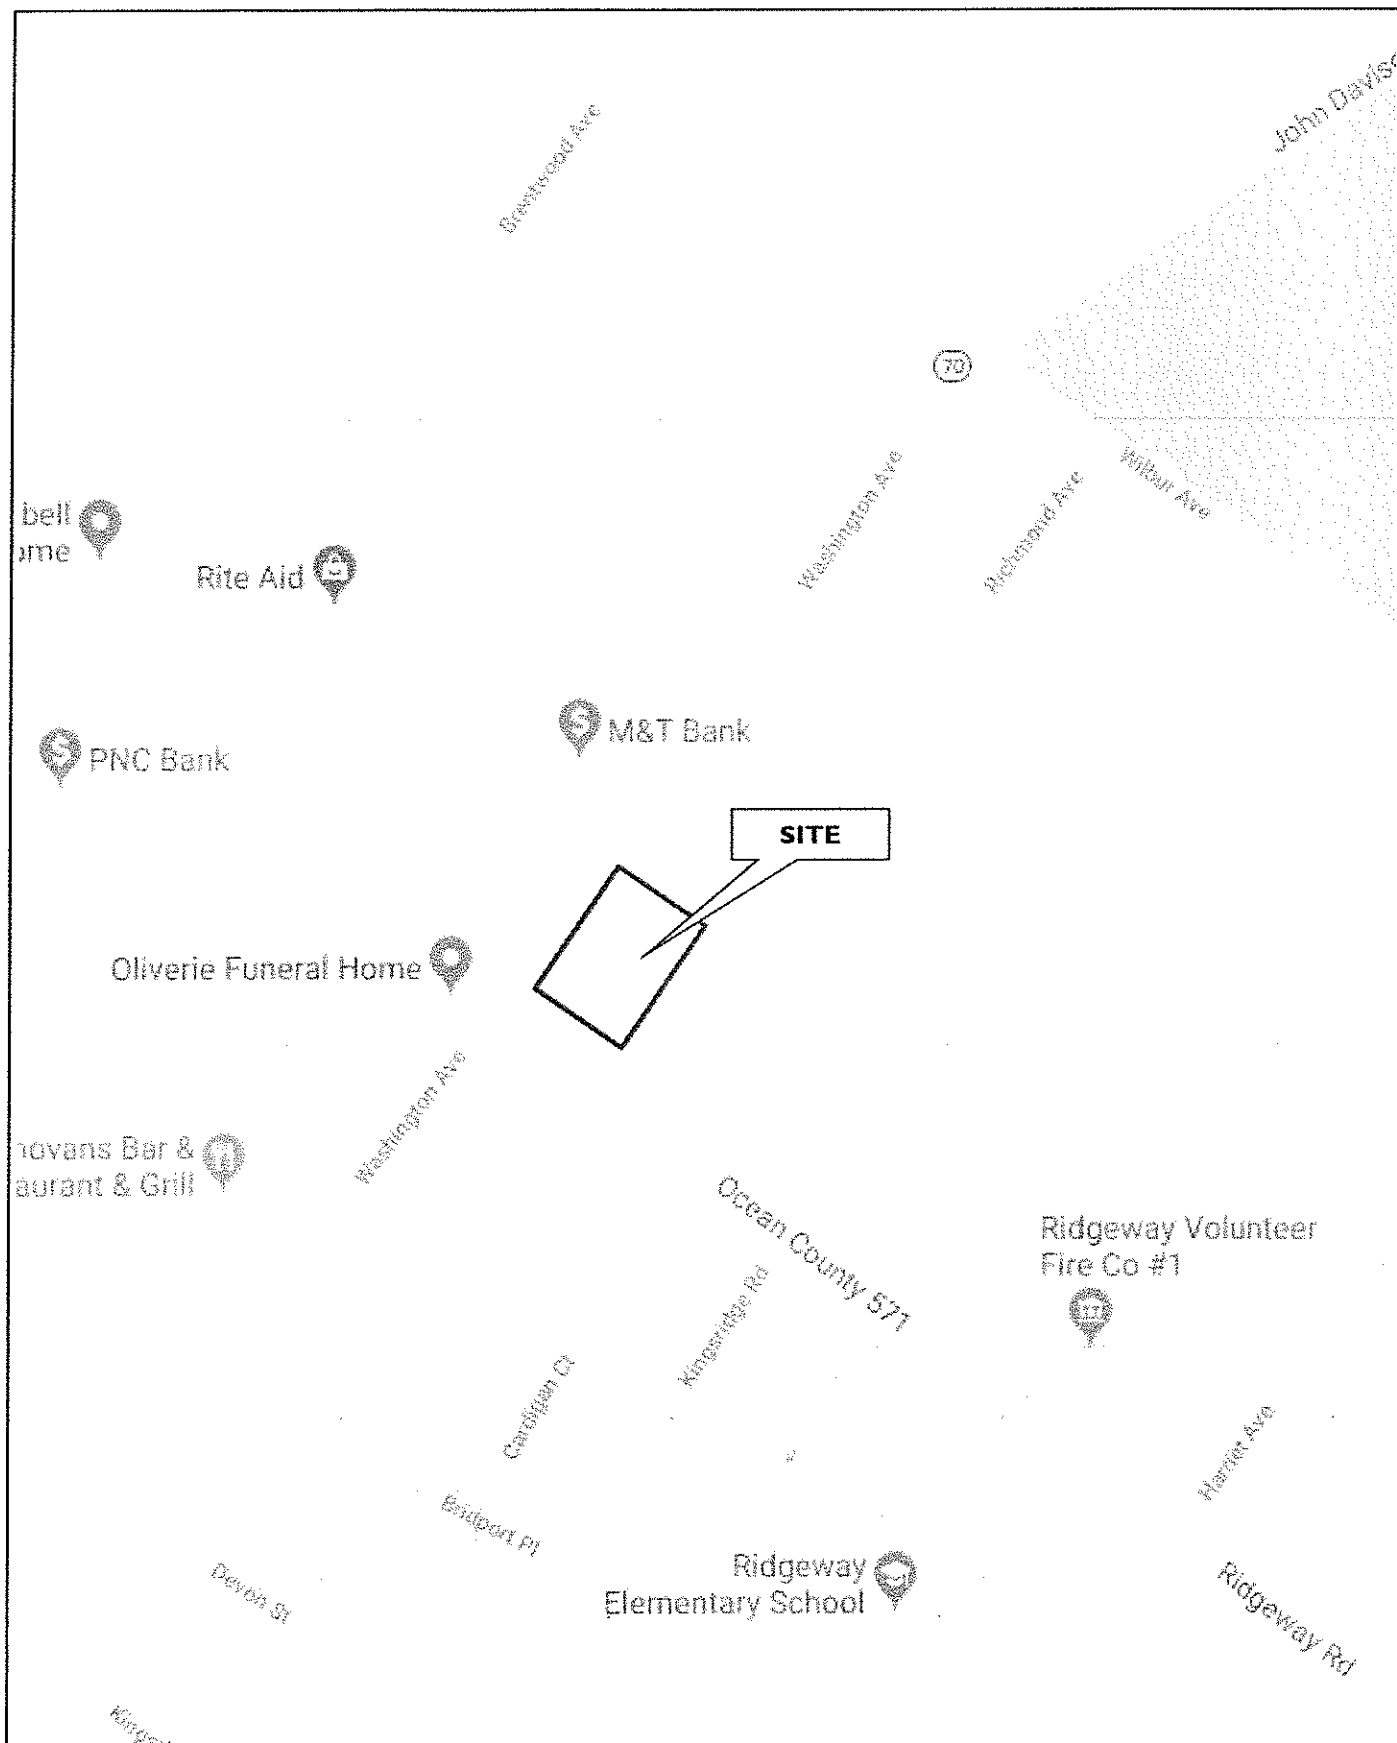 John Davis
Brentwood Ave
70
Washington Ave
Richmond Ave
Wilbur Ave
bell
ome
Rite Aid
M&T Bank
PNC Bank
SITE
Oliverie Funeral Home
Washington Ave
novans Bar &
aurant & Grill
Ocean County 571
Ridgeway Volunteer
Fire Co #1
Kingsridge Rd
Cardigan Ct
Harriet Ave
Bridport Pl
Ridgeway
Elementary School
Devon St
Ridgeway Rd